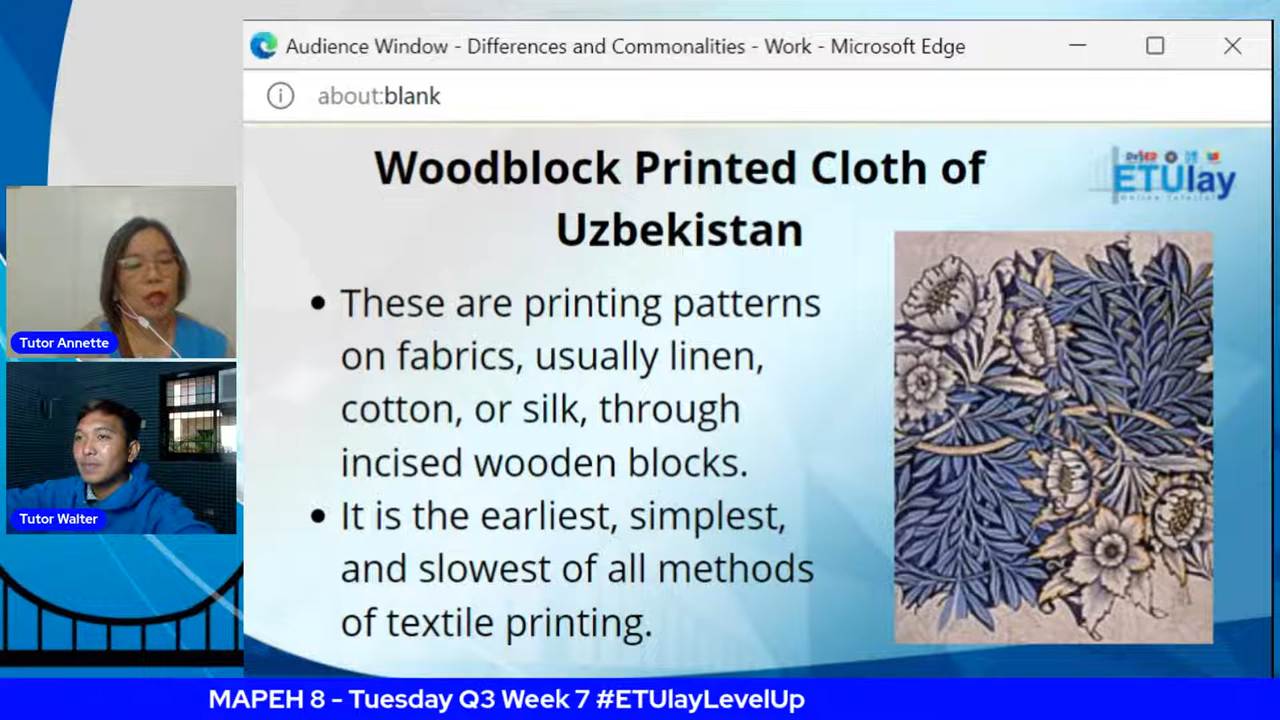 Audience Window - Differences and Commonalities - Work - Microsoft Edge
about:blank
Woodblock Printed Cloth of
Uzbekistan
DepED
ETUlay
• These are printing patterns
on fabrics, usually linen,
cotton, or silk, through
incised wooden blocks.
• It is the earliest, simplest,
and slowest of all methods
of textile printing.
Tutor Annette
Tutor Walter
MAPEH 8 - Tuesday Q3 Week 7 #ETUlayLevelUp